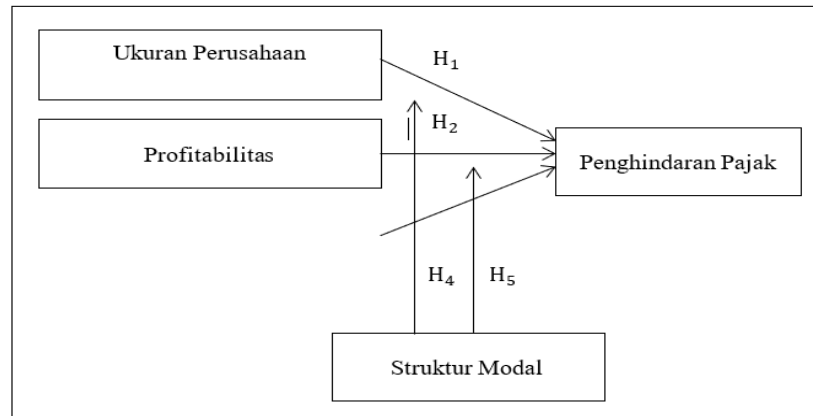 Ukuran Perusahaan
H₁
H₂
Profitabilitas
Penghindaran Pajak
H₄
H₅
Struktur Modal